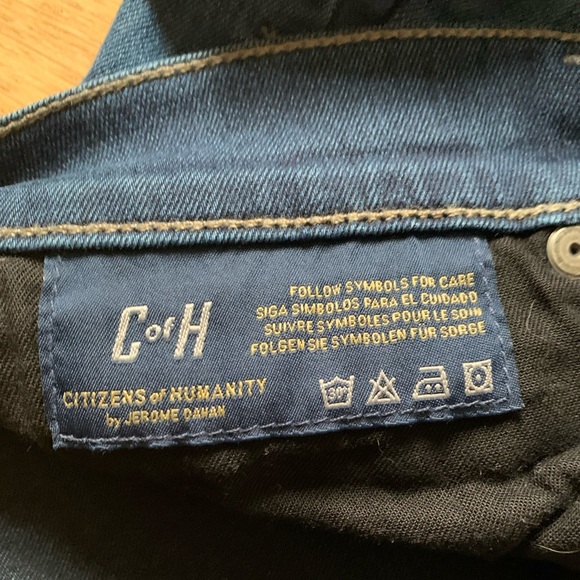 C of H
CITIZENS of HUMANITY
by JEROME DAHAN
FOLLOW SYMBOLS FOR CARE
SIGA SIMBOLOS PARA EL CUIDADO
SUIVRE SYMBOLES POUR LE SOIN
FOLGEN SIE SYMBOLEN FÜR SORGE
30°